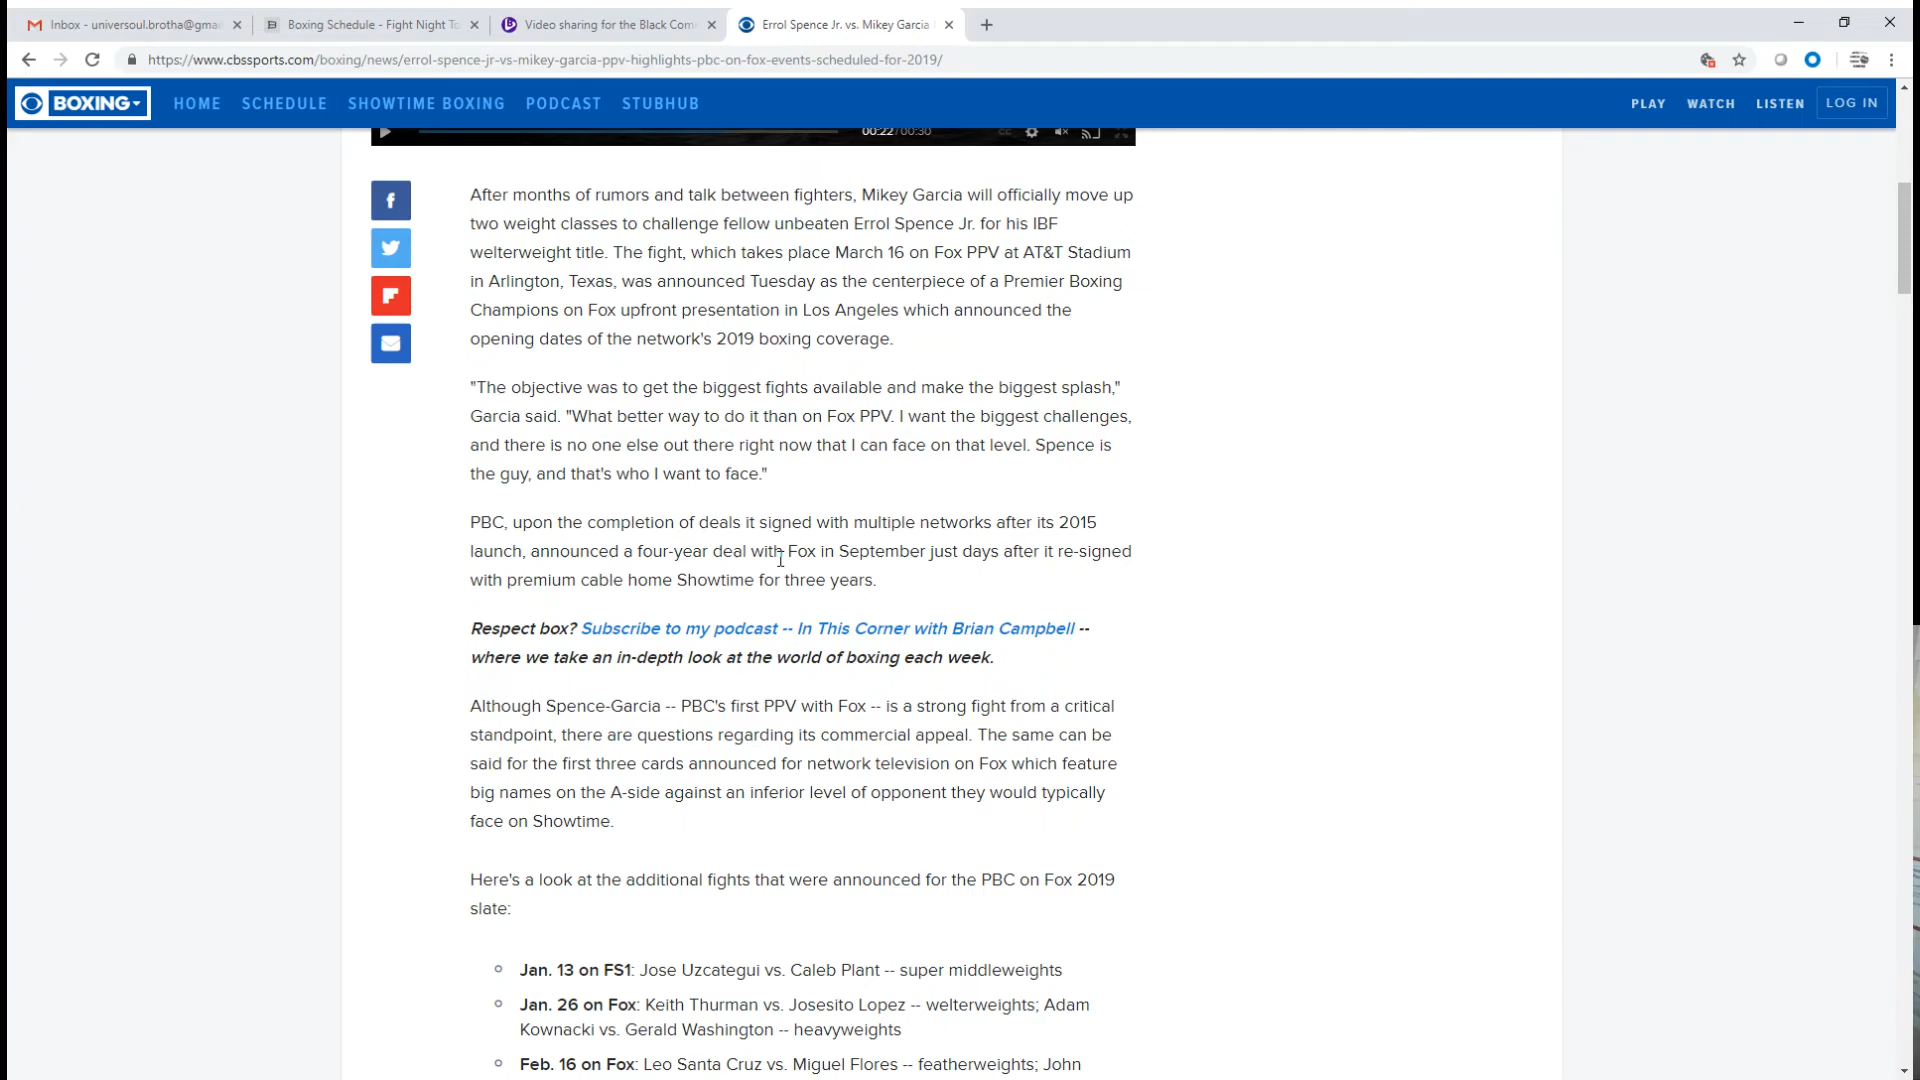 Inbox - universoul.brotha@gmai
Boxing Schedule - Fight Night To
Video sharing for the Black Com
Errol Spence Jr. vs. Mikey Garcia
https://www.cbssports.com/boxing/news/errol-spence-jr-vs-mikey-garcia-ppv-highlights-pbc-on-fox-events-scheduled-for-2019/
BOXING HOME SCHEDULE SHOWTIME BOXING PODCAST STUBHUB PLAY WATCH LISTEN LOG IN
00:22/00:30
After months of rumors and talk between fighters, Mikey Garcia will officially move up
two weight classes to challenge fellow unbeaten Errol Spence Jr. for his IBF
welterweight title. The fight, which takes place March 16 on Fox PPV at AT&T Stadium
in Arlington, Texas, was announced Tuesday as the centerpiece of a Premier Boxing
Champions on Fox upfront presentation in Los Angeles which announced the
opening dates of the network's 2019 boxing coverage.
"The objective was to get the biggest fights available and make the biggest splash,"
Garcia said. "What better way to do it than on Fox PPV. I want the biggest challenges,
and there is no one else out there right now that I can face on that level. Spence is
the guy, and that's who I want to face."
PBC, upon the completion of deals it signed with multiple networks after its 2015
launch, announced a four-year deal with Fox in September just days after it re-signed
with premium cable home Showtime for three years.
Respect box? Subscribe to my podcast -- In This Corner with Brian Campbell --
where we take an in-depth look at the world of boxing each week.
Although Spence-Garcia -- PBC's first PPV with Fox -- is a strong fight from a critical
standpoint, there are questions regarding its commercial appeal. The same can be
said for the first three cards announced for network television on Fox which feature
big names on the A-side against an inferior level of opponent they would typically
face on Showtime.
Here's a look at the additional fights that were announced for the PBC on Fox 2019
slate:
Jan. 13 on FS1: Jose Uzcategui vs. Caleb Plant -- super middleweights
Jan. 26 on Fox: Keith Thurman vs. Josesito Lopez -- welterweights; Adam
Kownacki vs. Gerald Washington -- heavyweights
Feb. 16 on Fox: Leo Santa Cruz vs. Miguel Flores -- featherweights; John